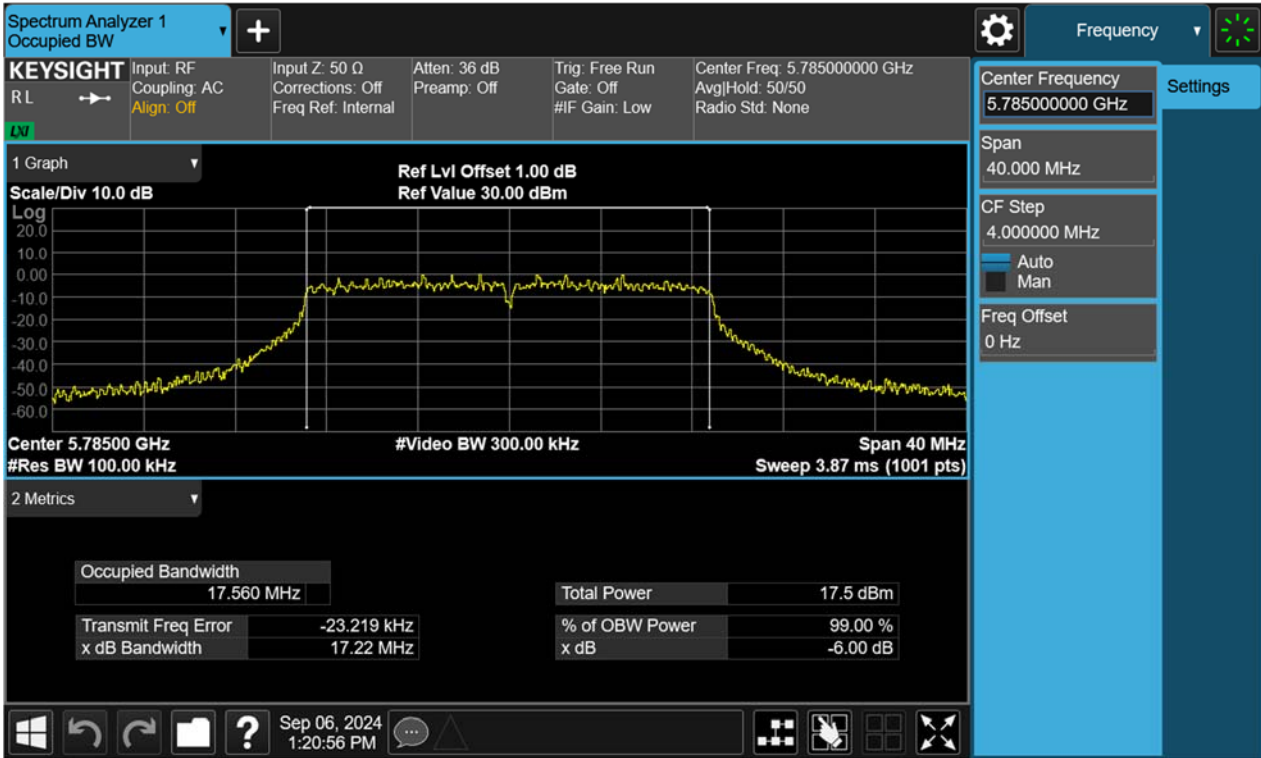 Spectrum Analyzer 1
Occupied BW
Frequency
KEYSIGHT
R L
LXI
Input: RF
Coupling: AC
Align: Off
Input Z: 50 Ω
Corrections: Off
Freq Ref: Internal
Atten: 36 dB
Preamp: Off
Trig: Free Run
Gate: Off
#IF Gain: Low
Center Freq: 5.785000000 GHz
Avg|Hold: 50/50
Radio Std: None
Center Frequency
5.785000000 GHz
Settings
Span
40.000 MHz
CF Step
4.000000 MHz
Auto
Man
Freq Offset
0 Hz
1 Graph
Scale/Div 10.0 dB
Ref Lvl Offset 1.00 dB
Ref Value 30.00 dBm
Log
20.0
10.0
0.00
-10.0
-20.0
-30.0
-40.0
-50.0
-60.0
Center 5.78500 GHz
#Video BW 300.00 kHz
Span 40 MHz
#Res BW 100.00 kHz
Sweep 3.87 ms (1001 pts)
2 Metrics
Occupied Bandwidth
17.560 MHz
Total Power 17.5 dBm
Transmit Freq Error -23.219 kHz
% of OBW Power 99.00 %
x dB Bandwidth 17.22 MHz
x dB -6.00 dB
?
Sep 06, 2024
1:20:56 PM